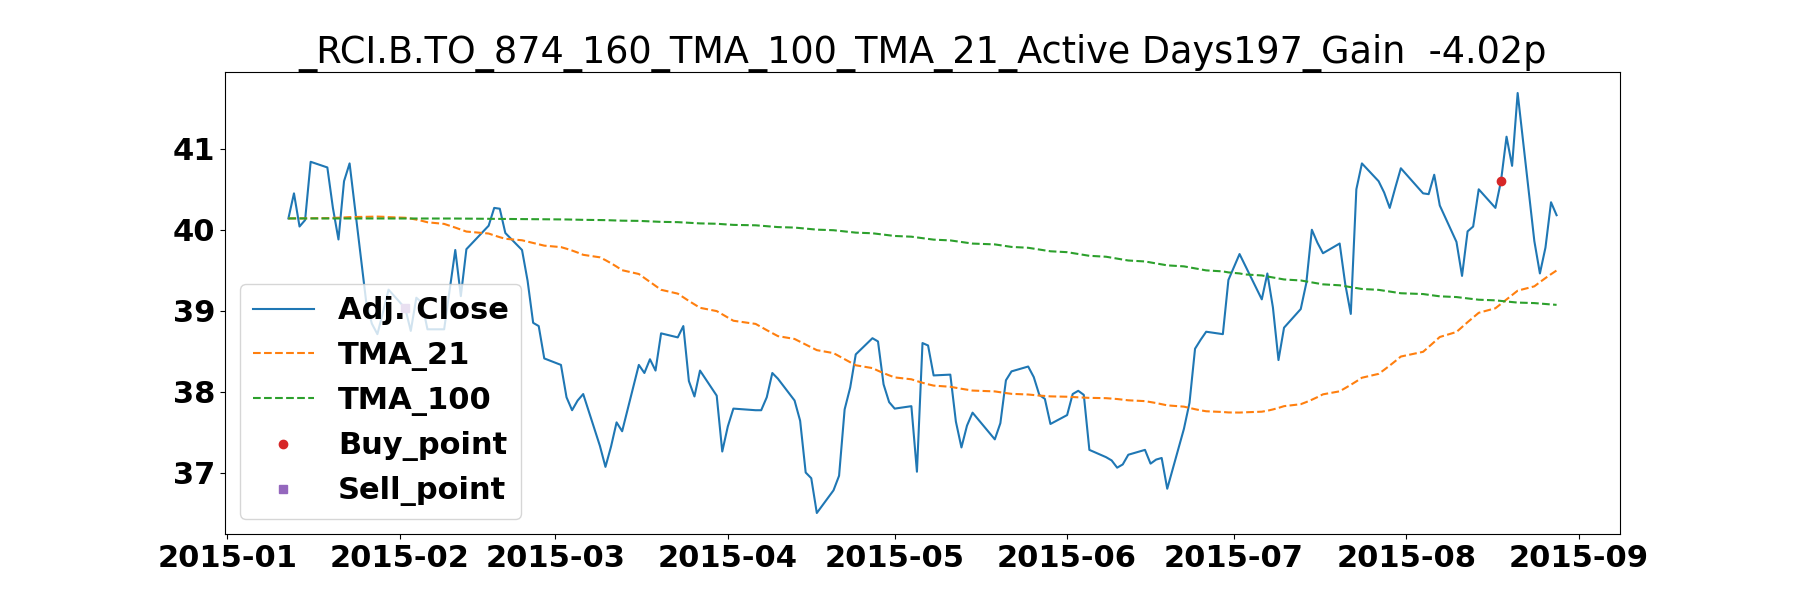 _RCI.B.TO_874_160_TMA_100_TMA_21_Active Days197_Gain  -4.02p
41
40
39
38
37
Adj. Close
TMA_21
TMA_100
Buy_point
Sell_point
2015-01 2015-02 2015-03 2015-04 2015-05 2015-06 2015-07 2015-08 2015-09